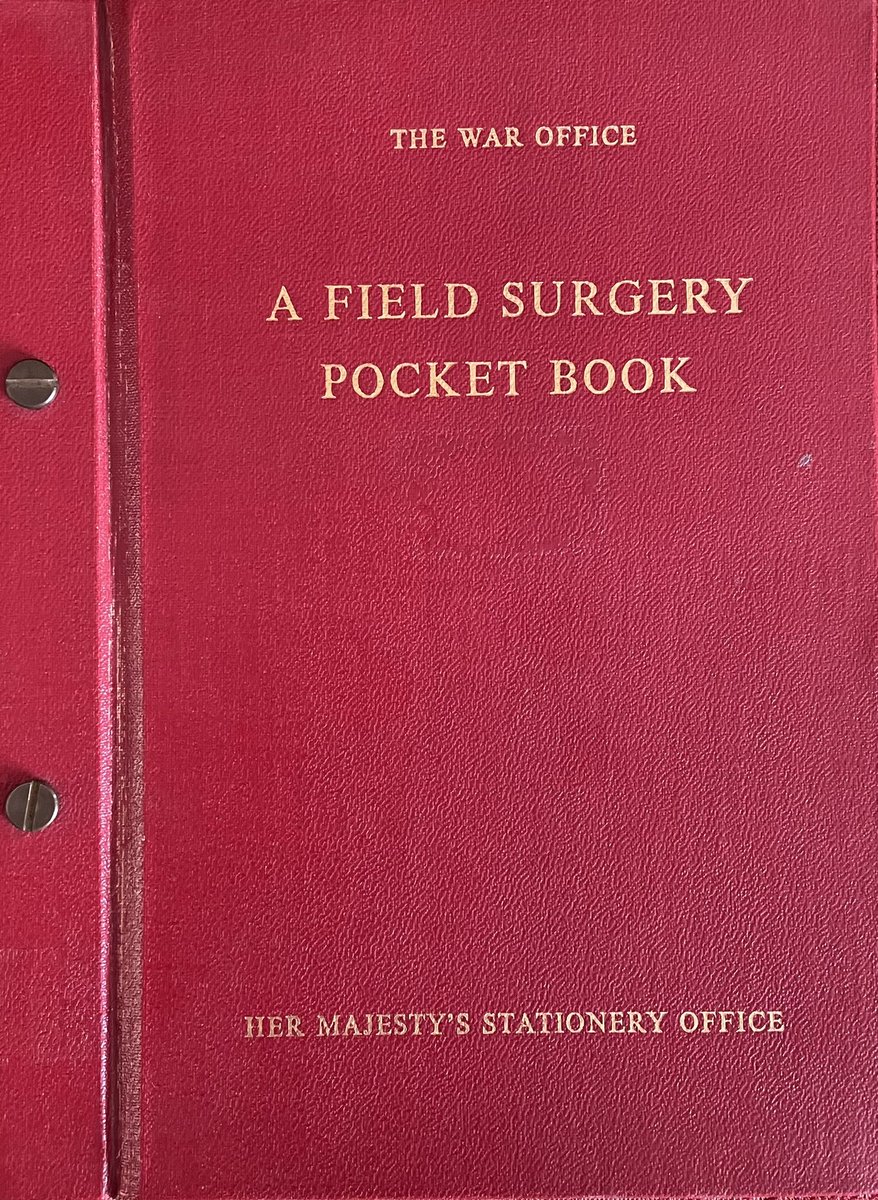 THE WAR OFFICE
A FIELD SURGERY
POCKET BOOK
HER MAJESTY'S STATIONERY OFFICE